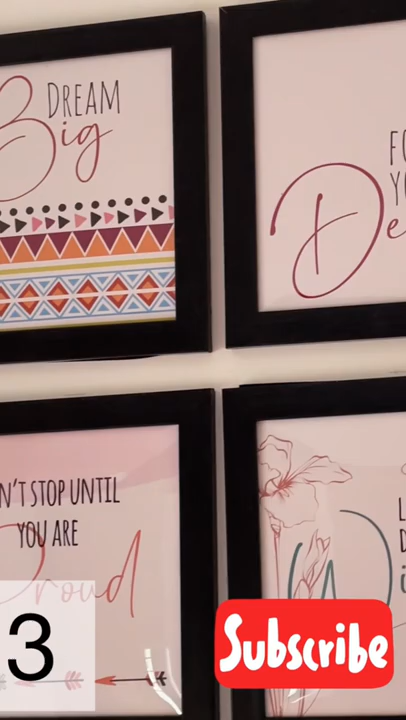 DREAM
Big
FO
YO
De
N'T STOP UNTIL
YOU ARE
Proud
L
D
3
Subscribe